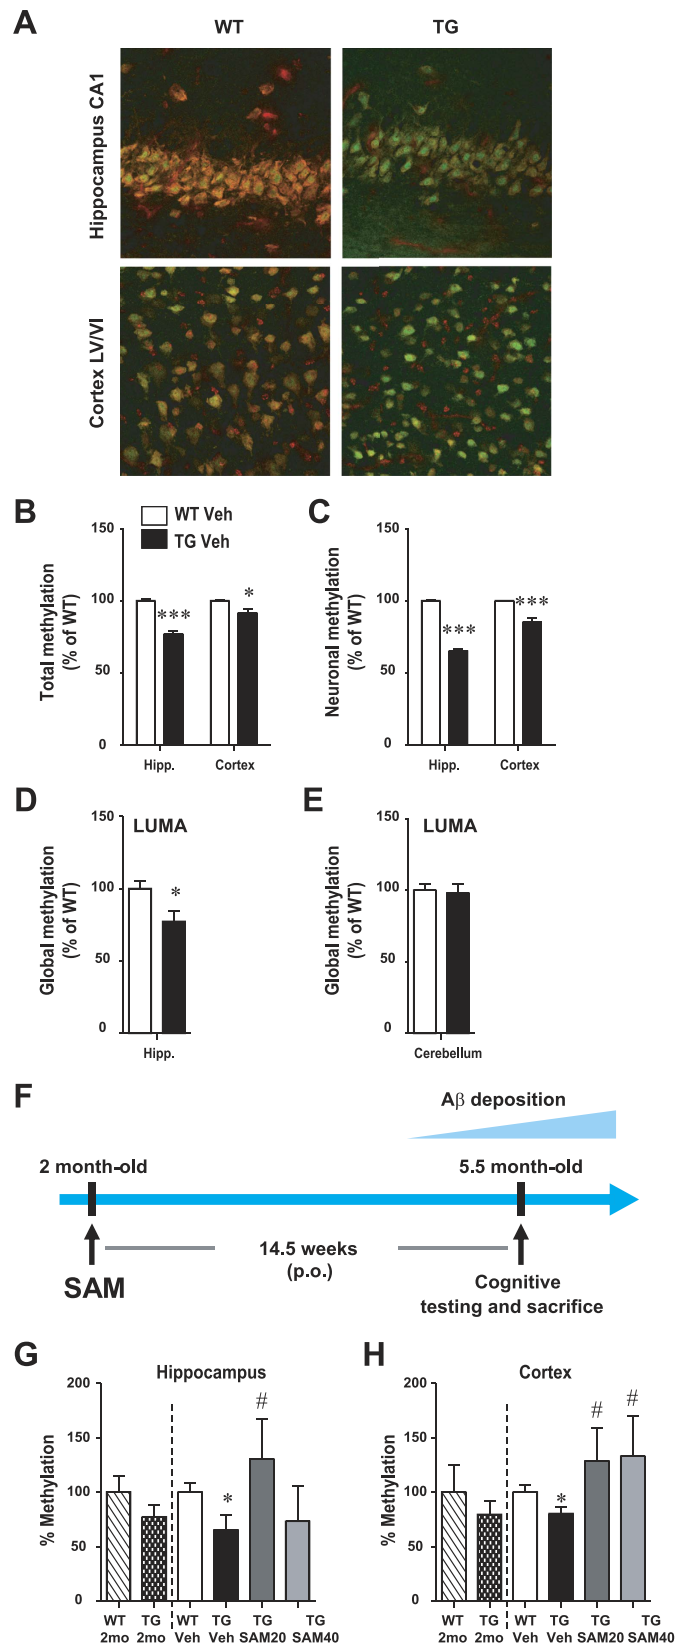 A
WT
TG
Hippocampus CA1
Cortex LV/VI
B
WT Veh
TG Veh
Total methylation
(% of WT)
150
100
50
0
***
*
Hipp.
Cortex
C
Neuronal methylation
(% of WT)
150
100
50
0
***
***
Hipp.
Cortex
D
LUMA
Global methylation
(% of WT)
150
100
50
0
*
Hipp.
E
LUMA
Global methylation
(% of WT)
150
100
50
0
Cerebellum
F
Aβ deposition
2 month-old
5.5 month-old
14.5 weeks
(p.o.)
SAM
Cognitive
testing and sacrifice
G
Hippocampus
% Methylation
200
150
100
50
0
*
#
WT
2mo
TG
2mo
WT
Veh
TG
Veh
TG
SAM20
TG
SAM40
H
Cortex
% Methylation
200
150
100
50
0
*
#
#
WT
2mo
TG
2mo
WT
Veh
TG
Veh
TG
SAM20
TG
SAM40